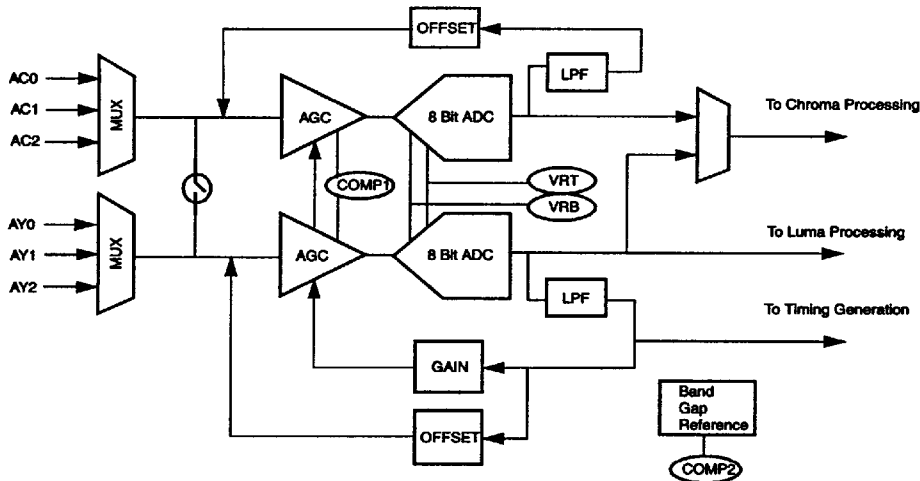 OFFSET
LPF
AC0
AC1
AC2
MUX
AGC
8 Bit ADC
To Chroma Processing
COMP1
VRT
VRB
AY0
AY1
AY2
MUX
AGC
8 Bit ADC
To Luma Processing
LPF
To Timing Generation
GAIN
OFFSET
Band
Gap
Reference
COMP2